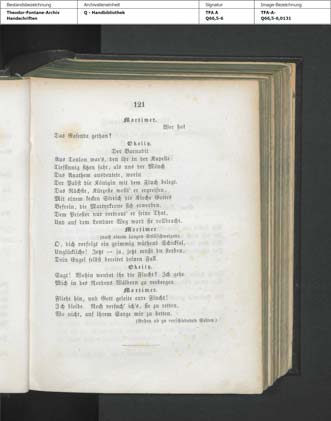 Bestandsbezeichnung
Archivalieneinheit
Signatur
Image-Bezeichnung
Theodor-Fontane-Archiv
Handschriften
Q - Handbibliothek
TFA A
Q66,5-6
TFA-A-
Q66,5-6,0131
121
Mortimer.
Wer hat
Das Rasende gethan?
Okelly.
Der Barnabit
Aus Toulon war's, den ihr in der Kapelle
Tiefsinnig sitzen saht, als uns der Mönch
Das Anathem ausdeutete, worin
Der Pabst die Königin mit dem Fluch belegt.
Das Nächste, Kürzeste wollt' er ergreifen,
Mit einem kecken Streich die Kirche Gottes
Befrein, die Martyrkrone sich erwerben.
Dem Priester nur vertraut' er seine That,
Und auf dem Londner Weg ward sie vollbracht.
Mortimer
(nach einem langen Stillschweigen).
O, dich verfolgt ein grimmig wüthend Schicksal,
Unglückliche! Jetzt — ja, jetzt mußt du sterben,
Dein Engel selbst bereitet deinen Fall.
Okelly.
Sagt! Wohin wendet ihr die Flucht? Ich gehe
Mich in des Nordens Wäldern zu verbergen.
Mortimer.
Flieht hin, und Gott geleite eure Flucht!
Ich bleibe. Noch versuch' ich's, sie zu retten,
Wo nicht, auf ihrem Sarge mir zu betten.
(Gehen ab zu verschiedenen Seiten.)